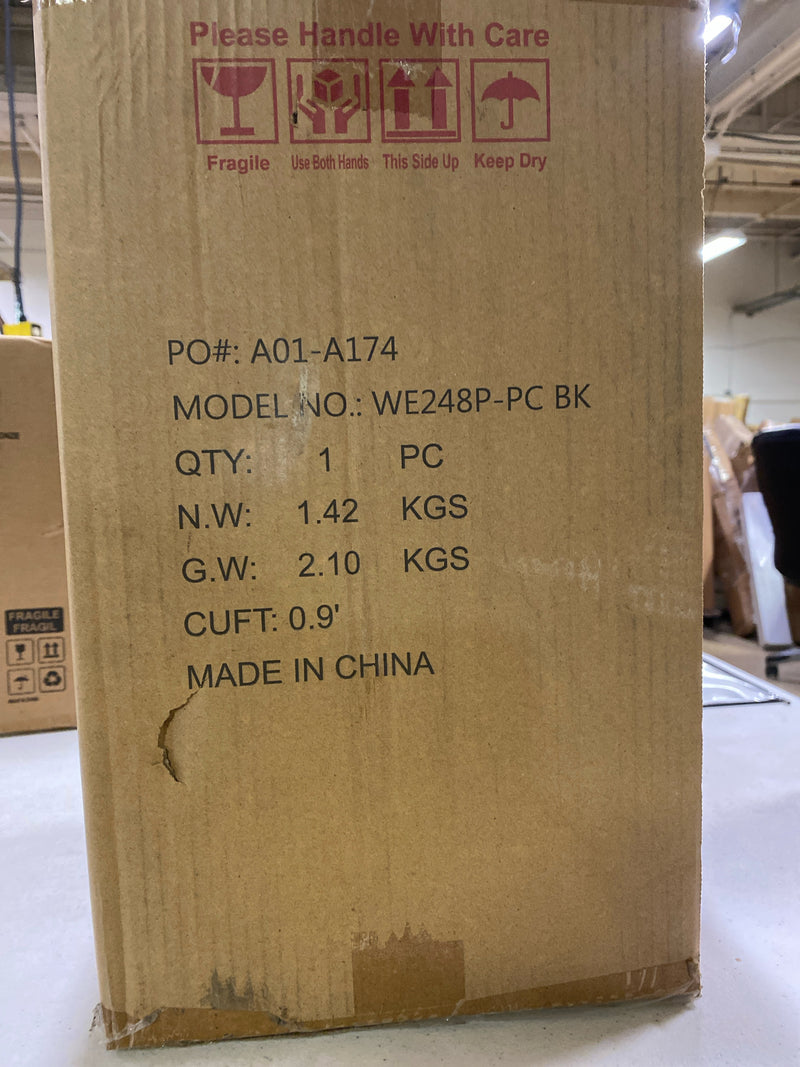 Please Handle With Care
Fragile Use Both Hands This Side Up Keep Dry
PO#: A01-A174
MODEL NO.: WE248P-PC BK
QTY: 1 PC
N.W: 1.42 KGS
G.W: 2.10 KGS
CUFT: 0.9'
MADE IN CHINA
FRAGILE
FRAGIL